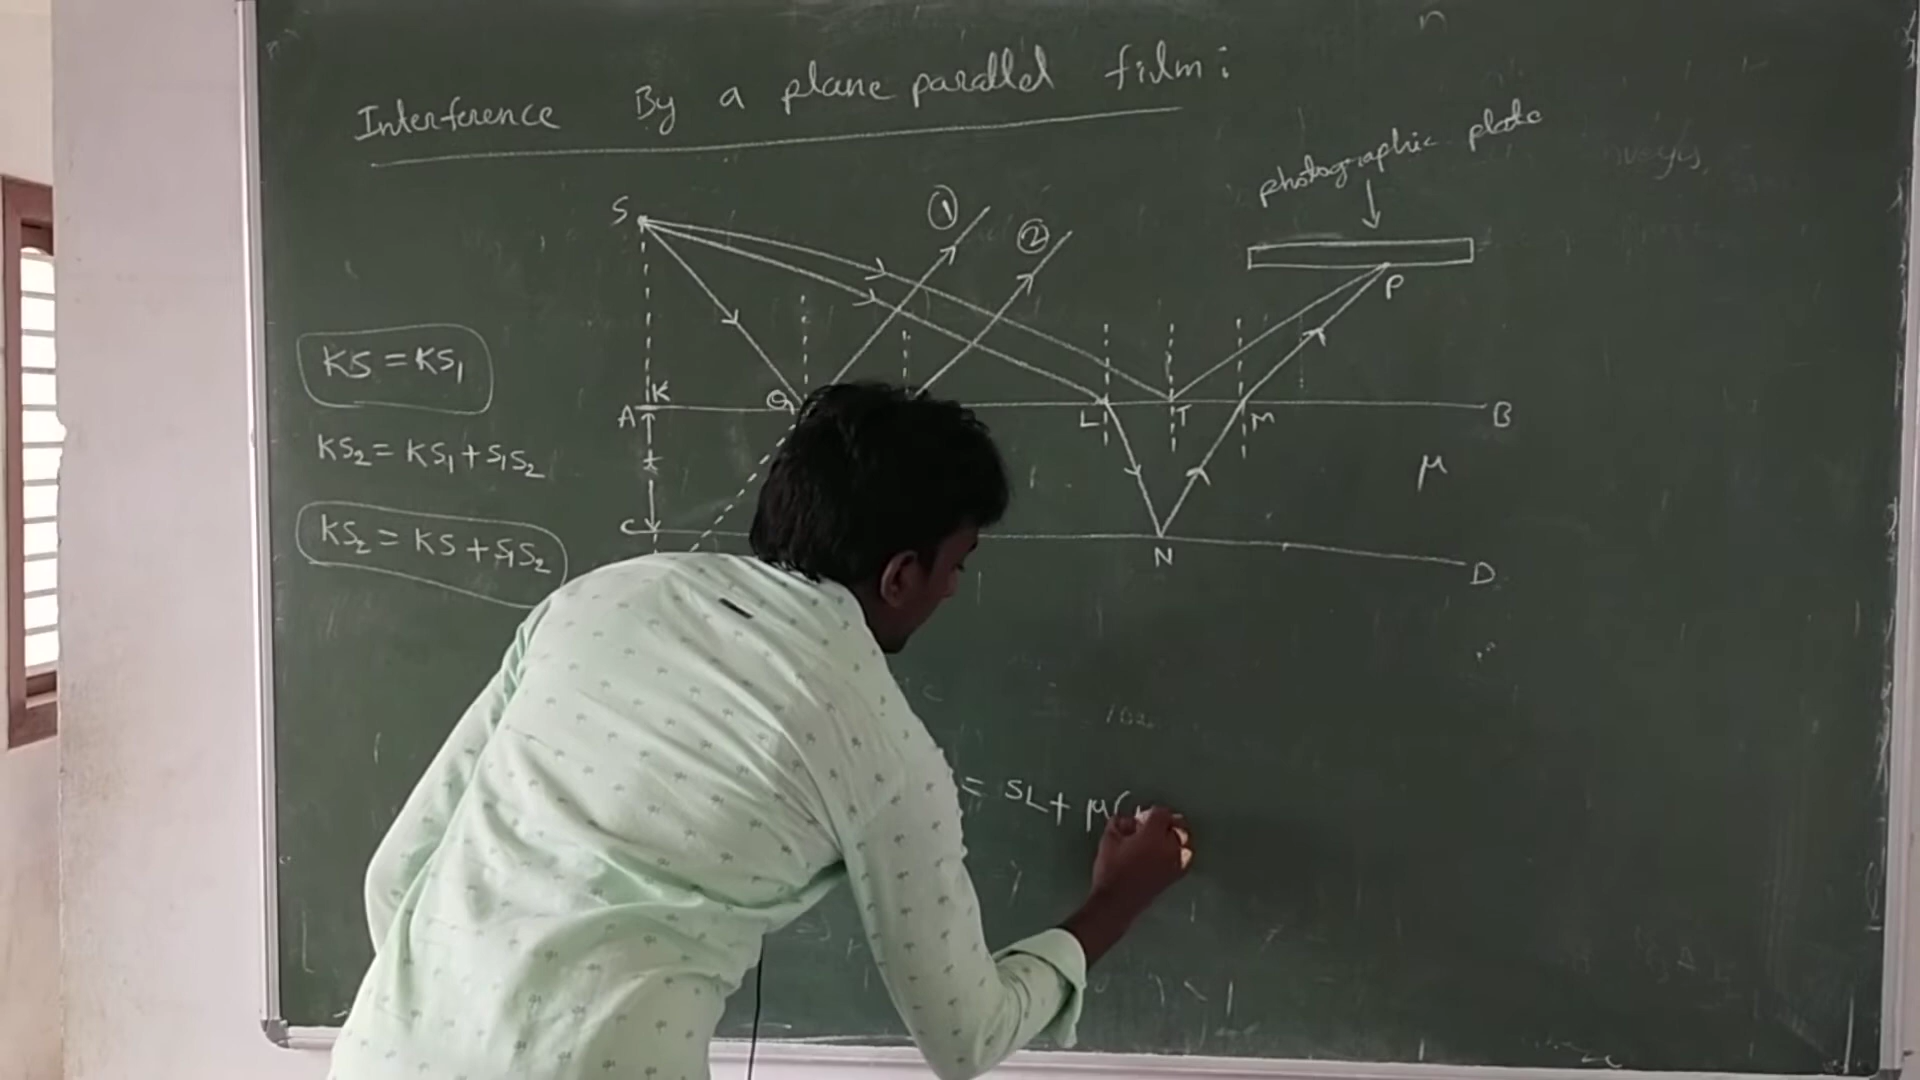 Interference By a plane parallel film:
photographic plate
S
①
②
P
KS = KS₁
K
A
Q
L
T
M
B
KS₂ = KS₁ + S₁S₂
t
μ
C
KS₂ = KS + S₁S₂
N
D
= SL + μ(